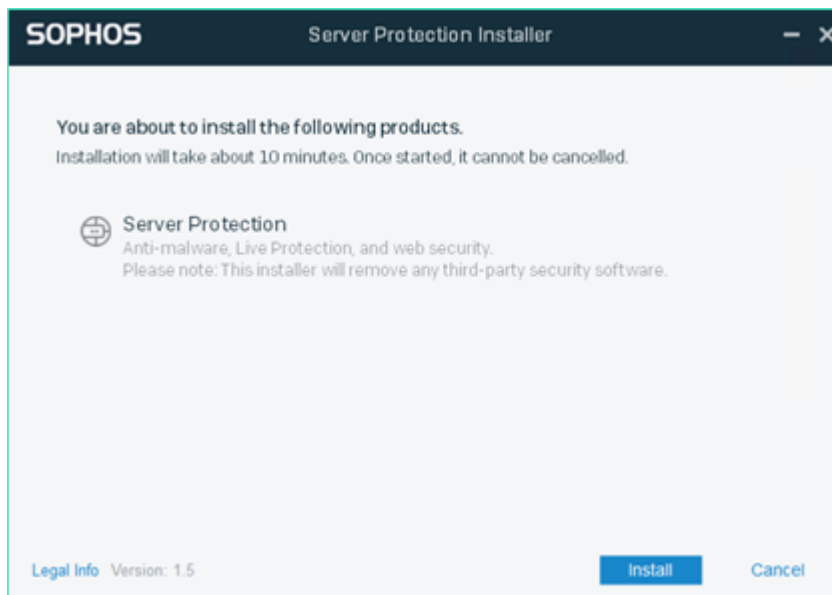 SOPHOS
Server Protection Installer
You are about to install the following products.
Installation will take about 10 minutes. Once started, it cannot be cancelled.
Server Protection
Anti-malware, Live Protection, and web security.
Please note: This installer will remove any third-party security software.
Legal Info Version: 1.5
Install
Cancel